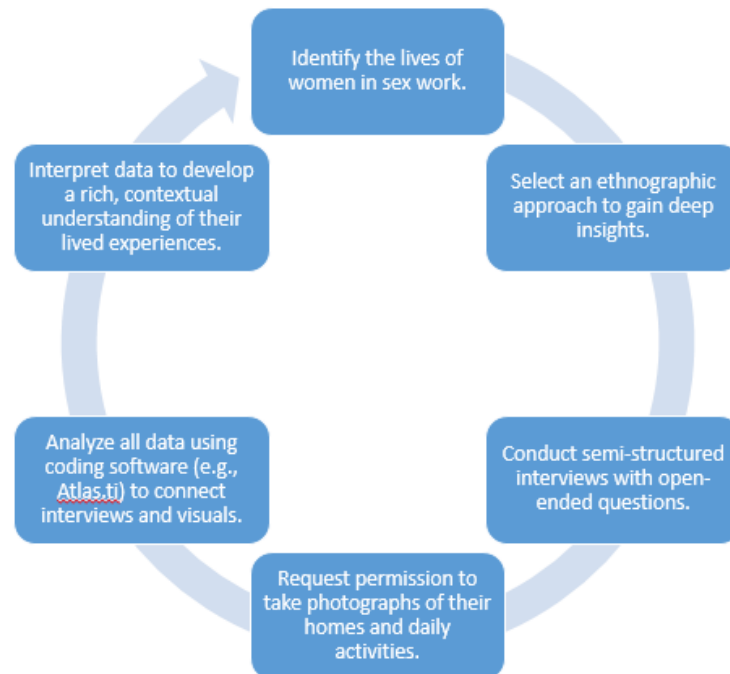 Identify the lives of
women in sex work.
Select an ethnographic
approach to gain deep
insights.
Conduct semi-structured
interviews with open-
ended questions.
Request permission to
take photographs of their
homes and daily
activities.
Analyze all data using
coding software (e.g.,
Atlas.ti) to connect
interviews and visuals.
Interpret data to develop
a rich, contextual
understanding of their
lived experiences.